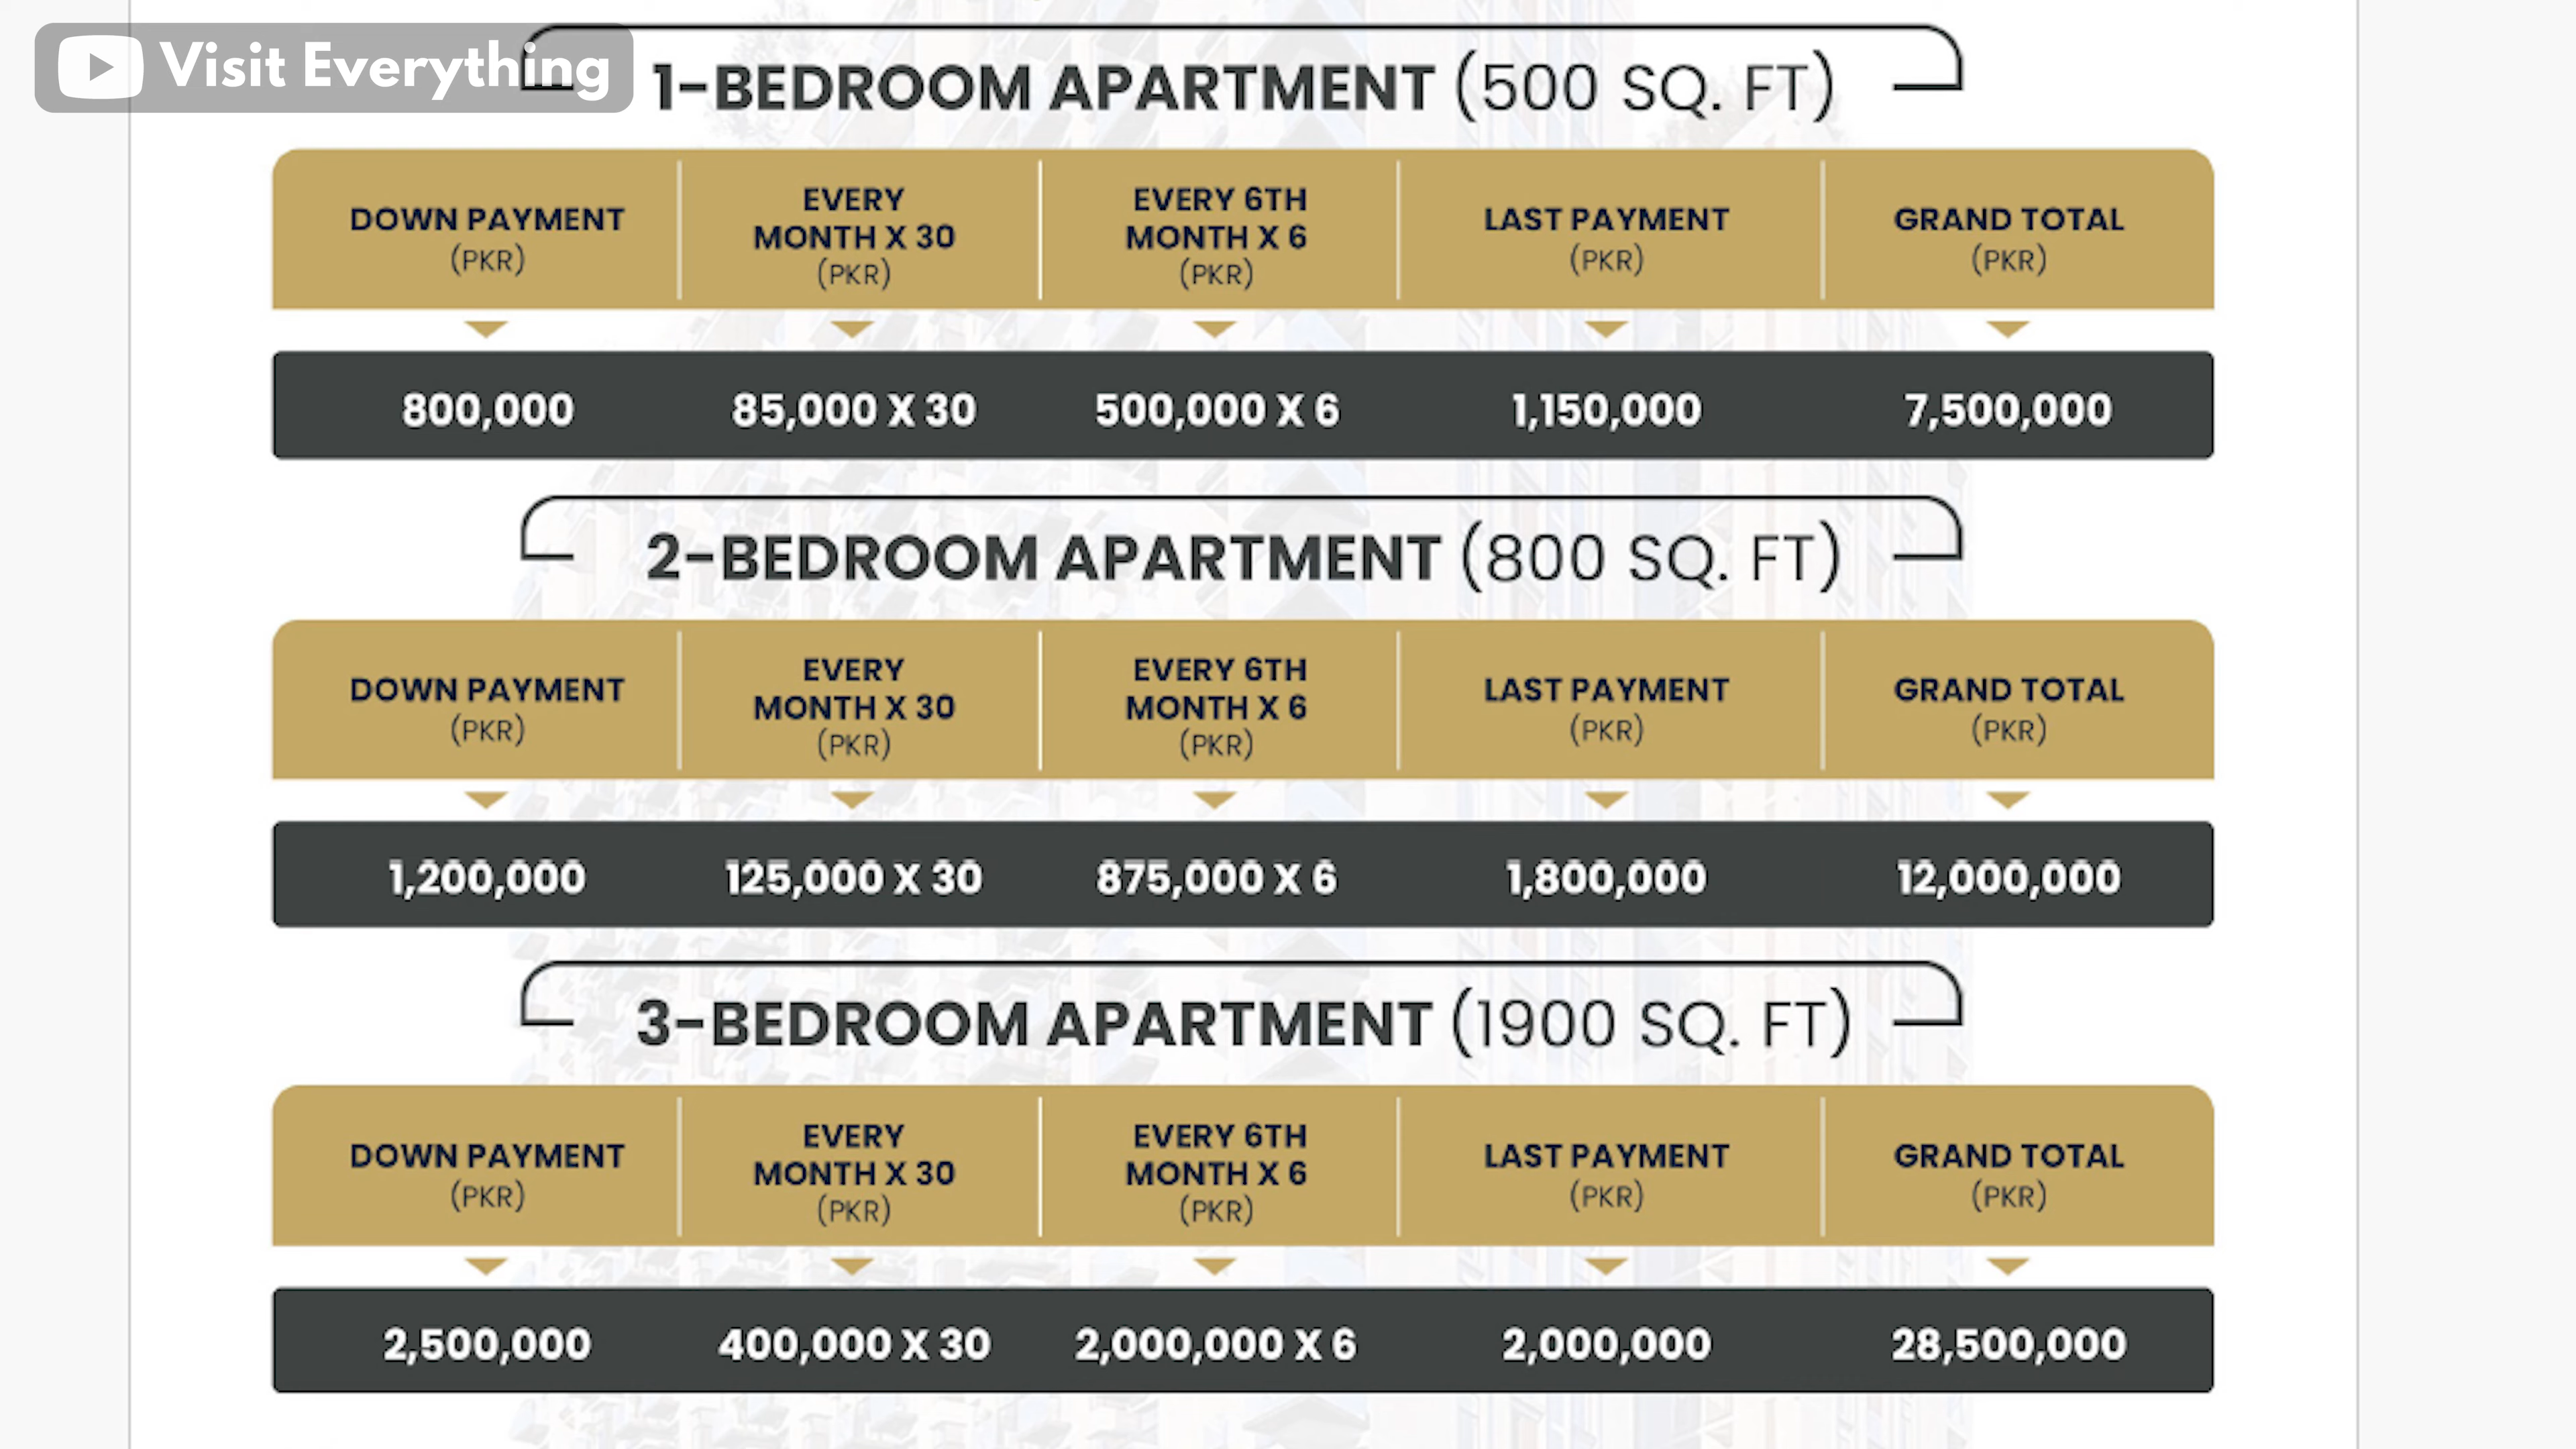 Visit Everything
1-BEDROOM APARTMENT (500 SQ. FT)
DOWN PAYMENT
(PKR)
EVERY
MONTH X 30
(PKR)
EVERY 6TH
MONTH X 6
(PKR)
LAST PAYMENT
(PKR)
GRAND TOTAL
(PKR)
800,000
85,000 X 30
500,000 X 6
1,150,000
7,500,000
2-BEDROOM APARTMENT (800 SQ. FT)
DOWN PAYMENT
(PKR)
EVERY
MONTH X 30
(PKR)
EVERY 6TH
MONTH X 6
(PKR)
LAST PAYMENT
(PKR)
GRAND TOTAL
(PKR)
1,200,000
125,000 X 30
875,000 X 6
1,800,000
12,000,000
3-BEDROOM APARTMENT (1900 SQ. FT)
DOWN PAYMENT
(PKR)
EVERY
MONTH X 30
(PKR)
EVERY 6TH
MONTH X 6
(PKR)
LAST PAYMENT
(PKR)
GRAND TOTAL
(PKR)
2,500,000
400,000 X 30
2,000,000 X 6
2,000,000
28,500,000